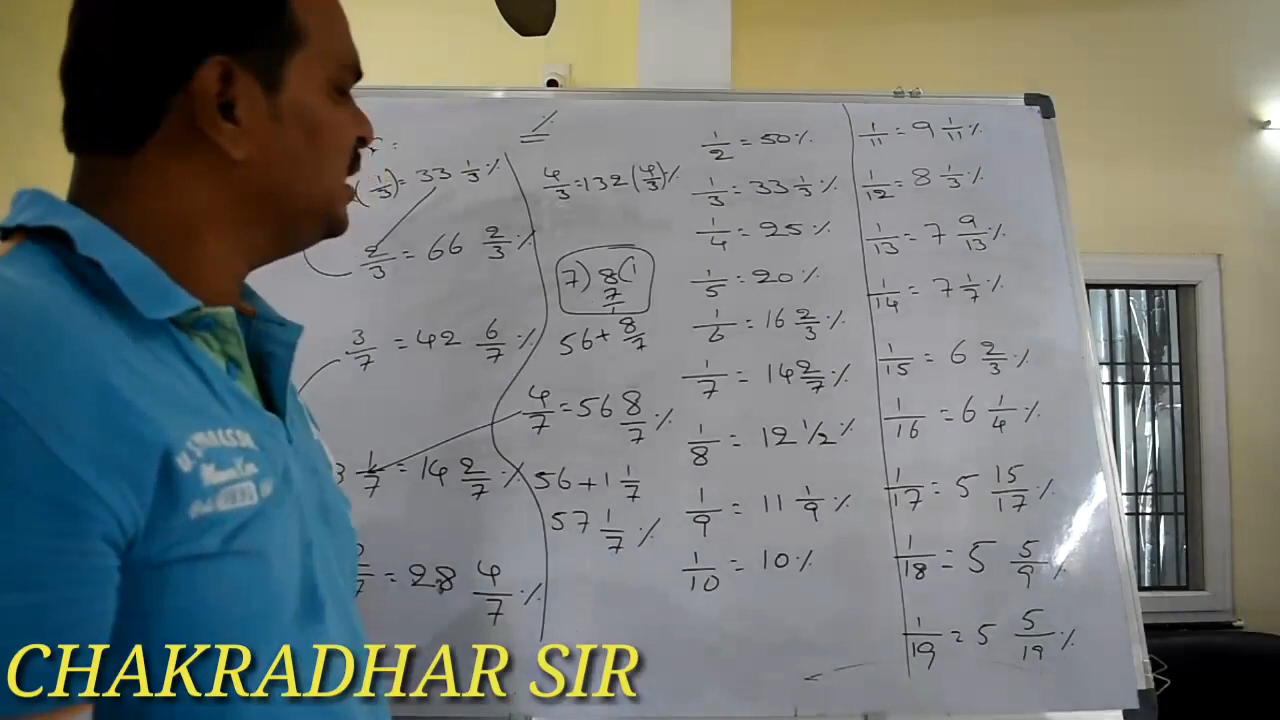 %
(1/3) = 33 1/3 %
2/3 = 66 2/3 %
3/7 = 42 6/7 %
3 1/7 = 14 2/7 %
/7 = 28 4/7 %
4/3 = 132 (4/3) %
7) 8 (1
7
1
56 + 8/7
4/7 = 56 8/7 %
56 + 1 1/7
57 1/7 %
1/2 = 50 %
1/3 = 33 1/3 %
1/4 = 25 %
1/5 = 20 %
1/6 = 16 2/3 %
1/7 = 14 2/7 %
1/8 = 12 1/2 %
1/9 = 11 1/9 %
1/10 = 10 %
1/11 = 9 1/11 %
1/12 = 8 1/3 %
1/13 = 7 9/13 %
1/14 = 7 1/7 %
1/15 = 6 2/3 %
1/16 = 6 1/4 %
1/17 = 5 15/17 %
1/18 = 5 5/9 %
1/19 = 5 5/19 %
CHAKRADHAR SIR